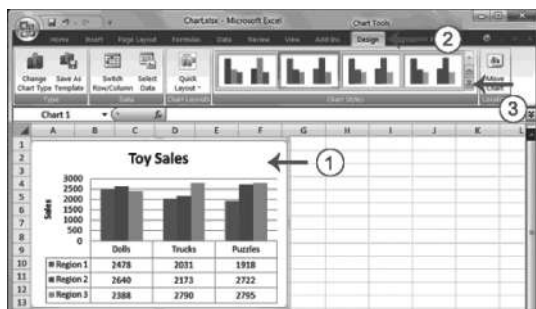 Chart.xlsx - Microsoft Excel
Chart Tools
Home Insert Page Layout Formulas Data Review View Add-Ins Design
Change Chart Type
Save As Template
Switch Row/Column
Select Data
Quick Layout
Move Chart
Type
Data
Chart Layouts
Chart Styles
2
3
Chart 1
fx
A B C D E F G H I J K L
1
2
3
4
5
6
7
8
9
10
11
12
13
Toy Sales
1
Sales
3000
2500
2000
1500
1000
500
0
Dolls Trucks Puzzles
Region 1 2478 2031 1918
Region 2 2640 2173 2722
Region 3 2388 2790 2795